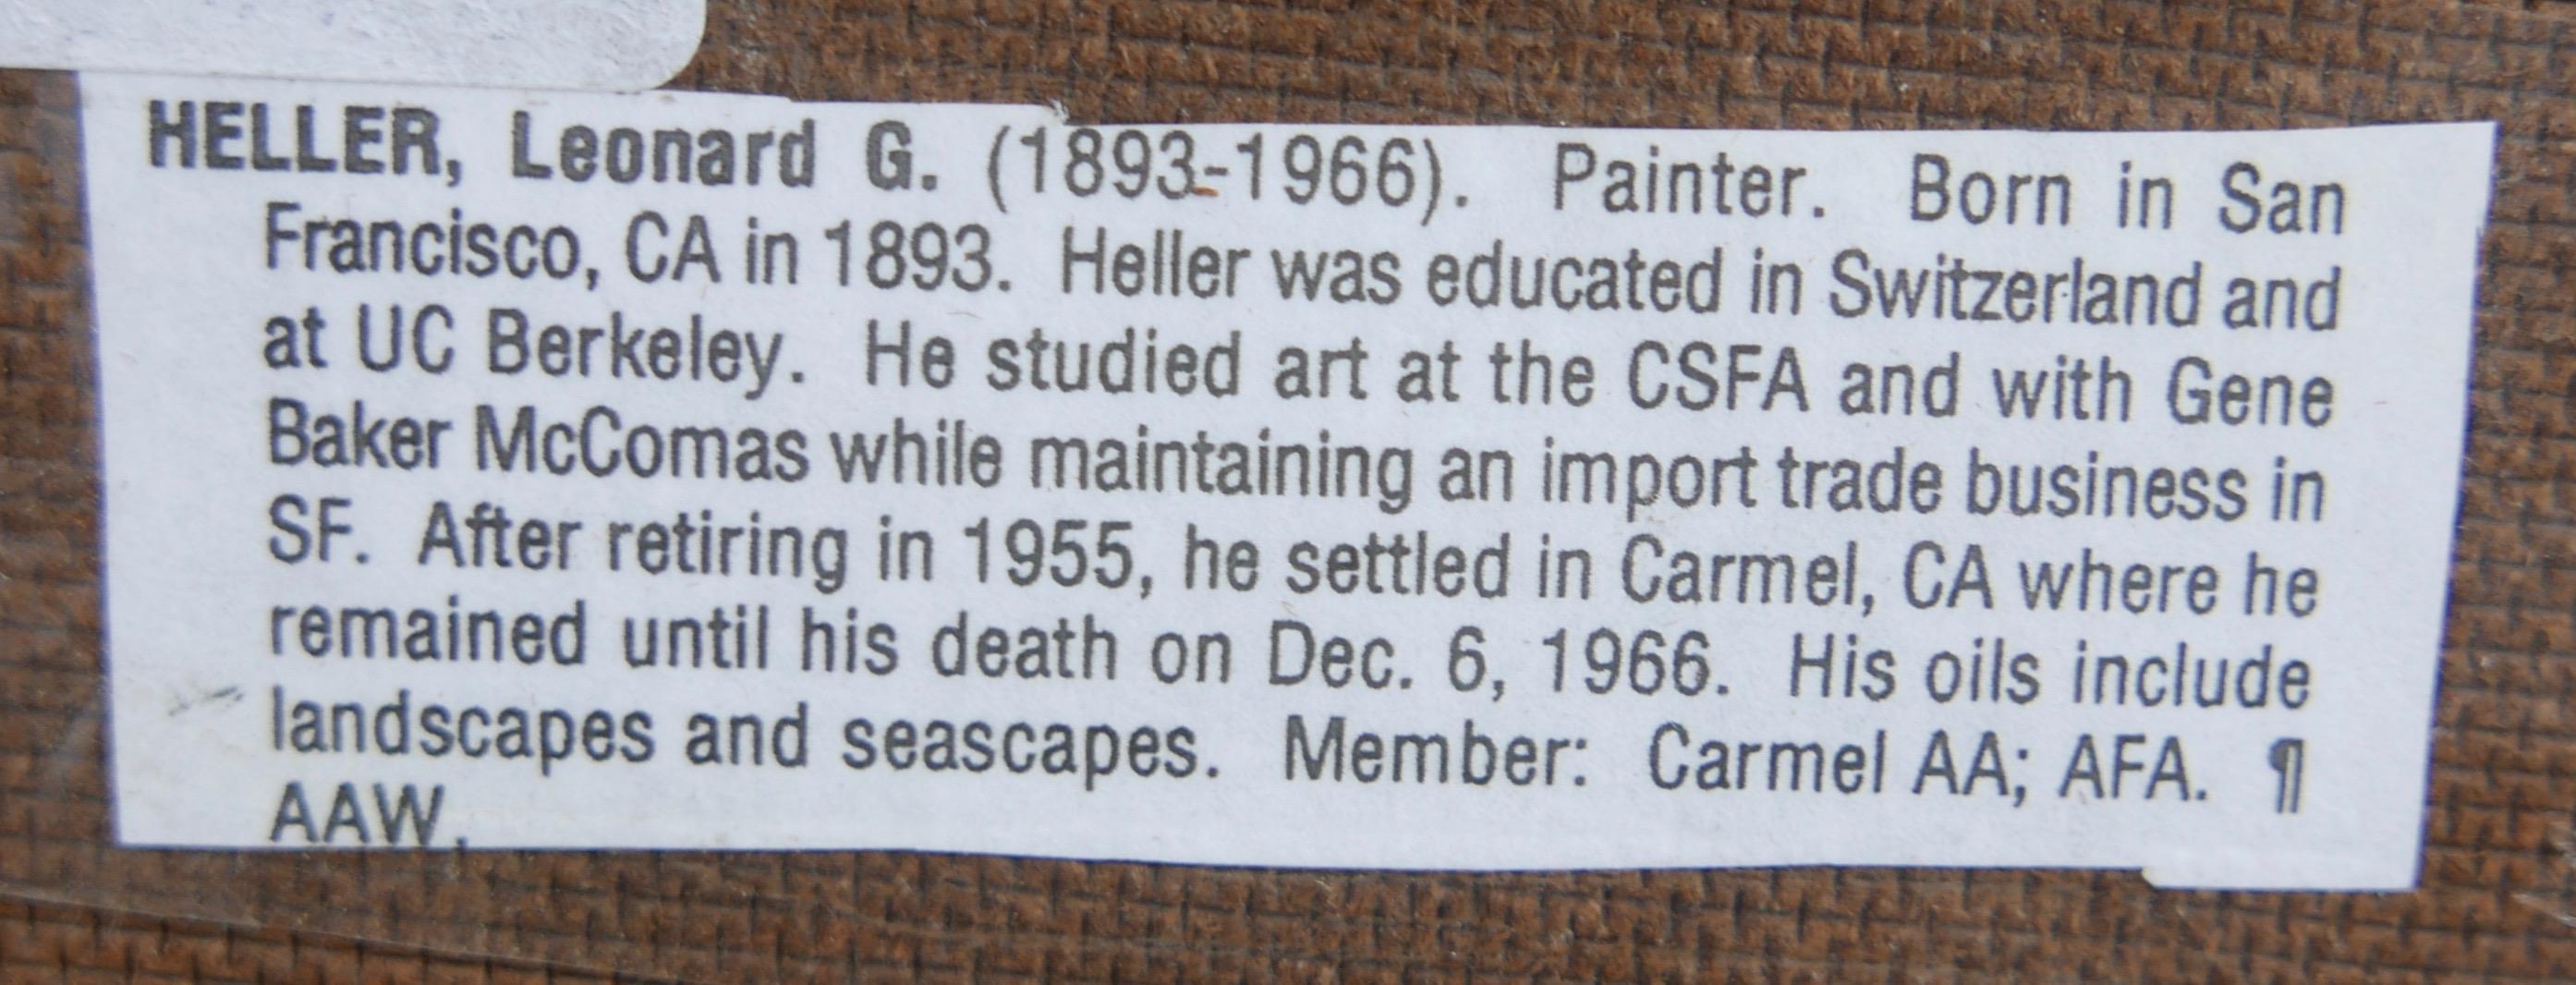 HELLER, Leonard G. (1893-1966). Painter. Born in San
Francisco, CA in 1893. Heller was educated in Switzerland and
at UC Berkeley. He studied art at the CSFA and with Gene
Baker McComas while maintaining an import trade business in
SF. After retiring in 1955, he settled in Carmel, CA where he
remained until his death on Dec. 6, 1966. His oils include
landscapes and seascapes. Member: Carmel AA; AFA. ¶
AAW.